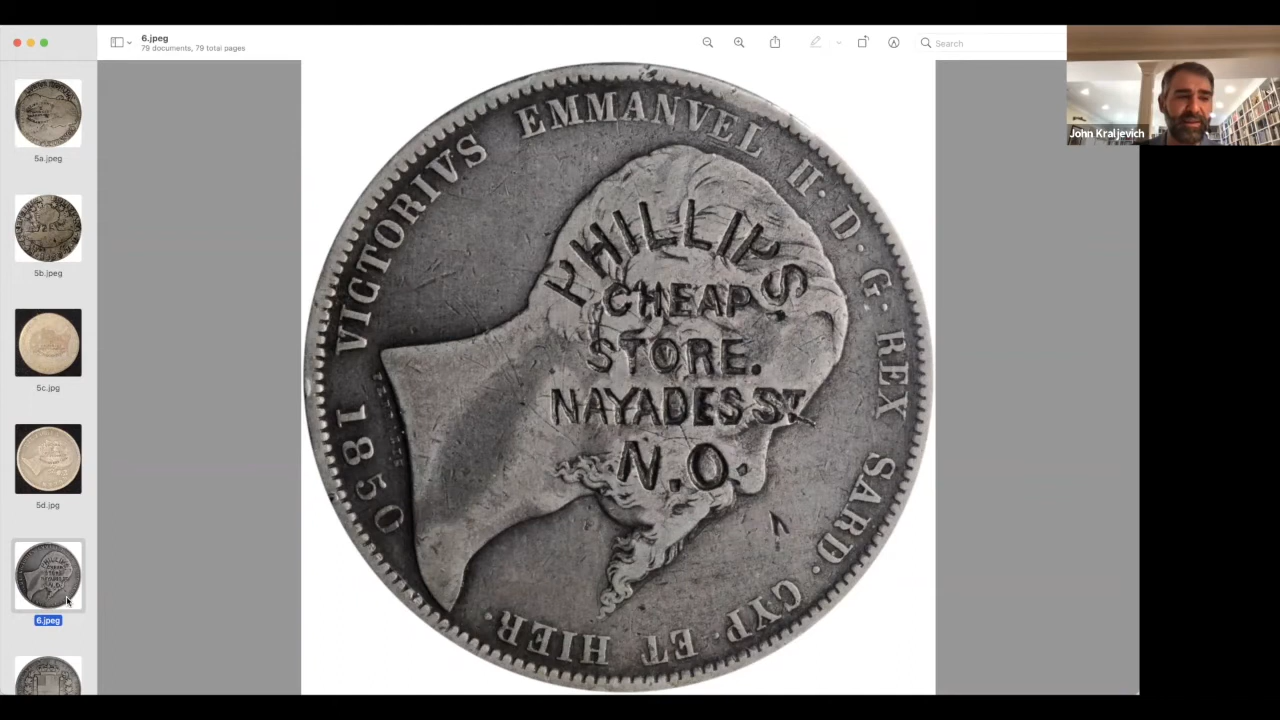 6.jpeg
79 documents, 79 total pages
Search
John Kraljevich
5a.jpeg
5b.jpeg
5c.jpg
5d.jpg
6.jpeg
1850 VICTORIVS EMMANVEL II· D· G· REX SARD· CYP· ET HIER·
PHILLIPS
CHEAP
STORE.
NAYADES ST.
N.O.